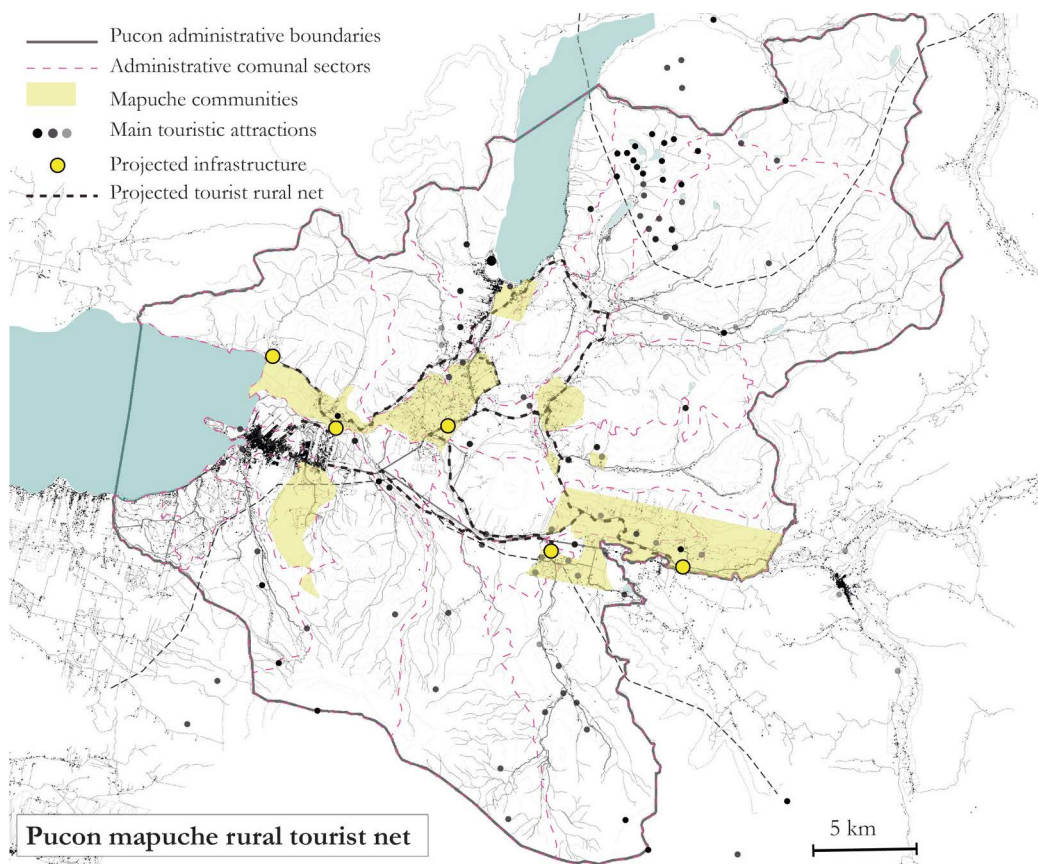 Pucon administrative boundaries
Administrative comunal sectors
Mapuche communities
Main touristic attractions
Projected infrastructure
Projected tourist rural net
Pucon mapuche rural tourist net
5 km